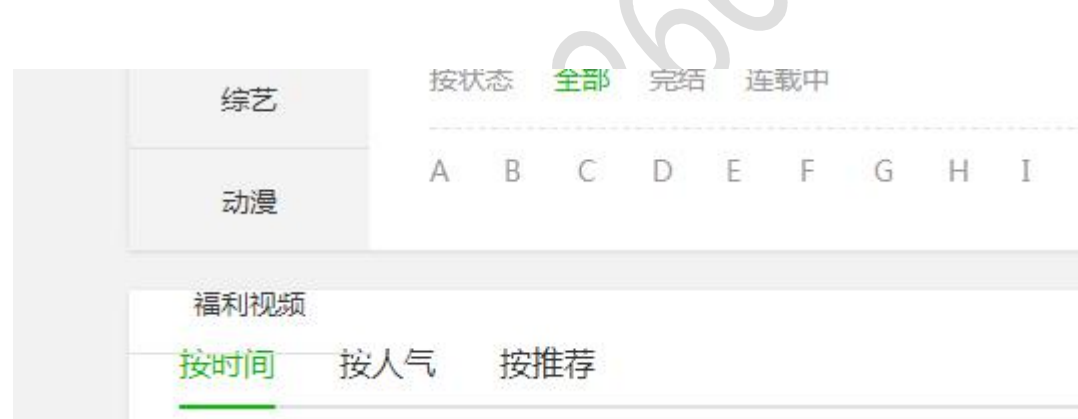 按状态 全部 完结 连载中
综艺
A B C D E F G H I
动漫
福利视频
按时间 按人气 按推荐